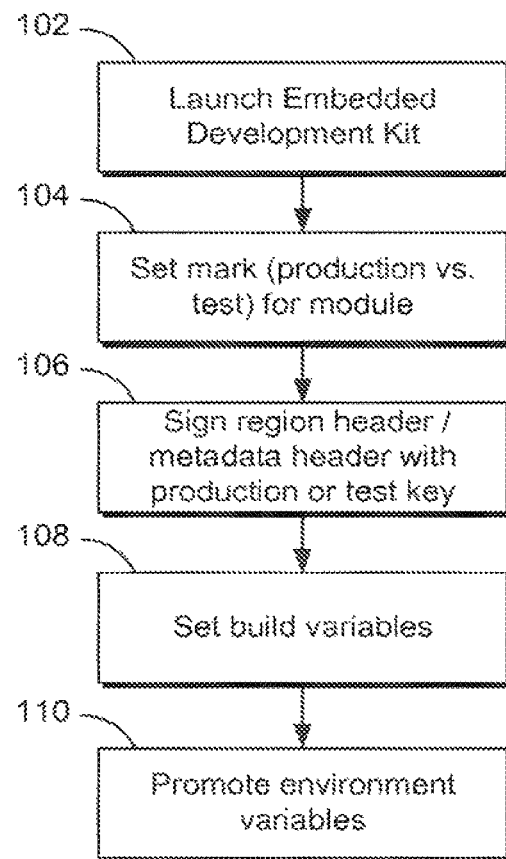 102
Launch Embedded
Development Kit
104
Set mark (production vs.
test) for module
106
Sign region header /
metadata header with
production or test key
108
Set build variables
110
Promote environment
variables